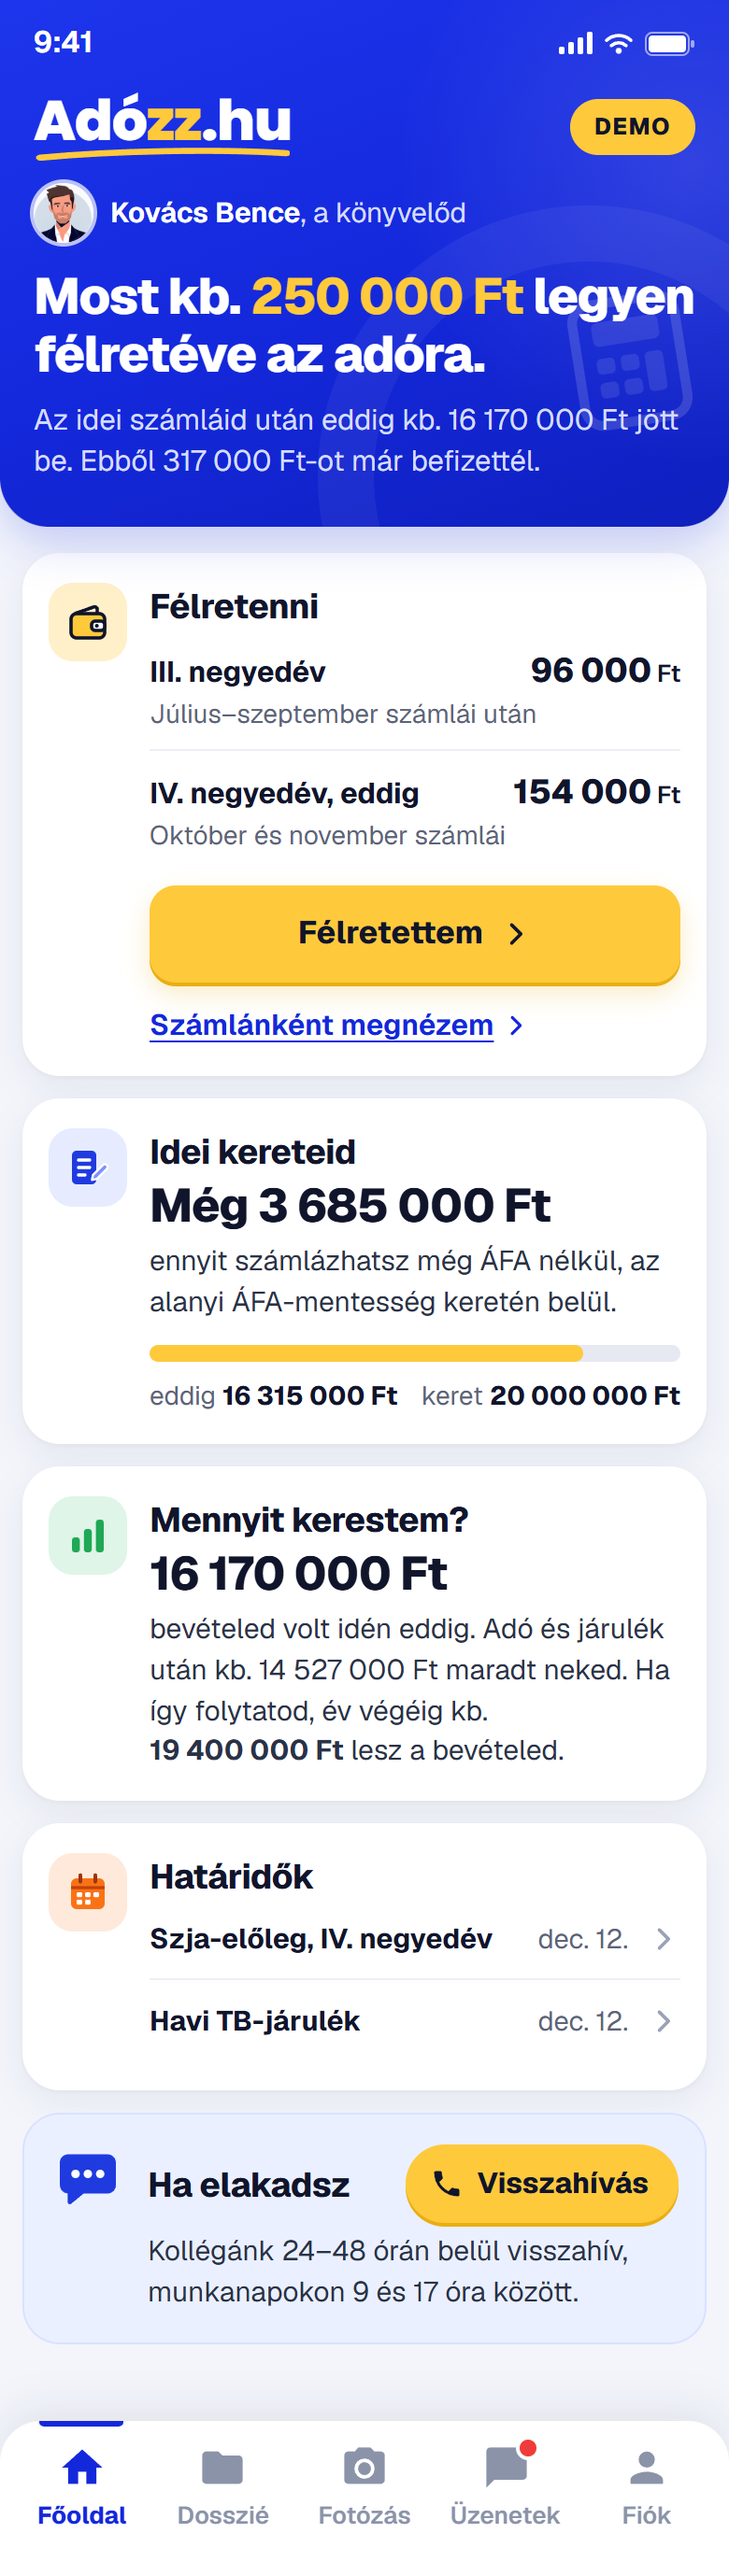 9:41
Adózz.hu
DEMO
Kovács Bence, a könyvelőd
Most kb. 250 000 Ft legyen
félretéve az adóra.
Az idei számláid után eddig kb. 16 170 000 Ft jött
be. Ebből 317 000 Ft-ot már befizettél.
Félretenni
III. negyedév 96 000 Ft
Július–szeptember számlái után
IV. negyedév, eddig 154 000 Ft
Október és november számlái
Félretettem
Számlánként megnézem
Idei kereteid
Még 3 685 000 Ft
ennyit számlázhatsz még ÁFA nélkül, az
alanyi ÁFA-mentesség keretén belül.
eddig 16 315 000 Ft keret 20 000 000 Ft
Mennyit kerestem?
16 170 000 Ft
bevételed volt idén eddig. Adó és járulék
után kb. 14 527 000 Ft maradt neked. Ha
így folytatod, év végéig kb.
19 400 000 Ft lesz a bevételed.
Határidők
Szja-előleg, IV. negyedév dec. 12.
Havi TB-járulék dec. 12.
Ha elakadsz
Visszahívás
Kollégánk 24–48 órán belül visszahív,
munkanapokon 9 és 17 óra között.
Főoldal Dosszié Fotózás Üzenetek Fiók